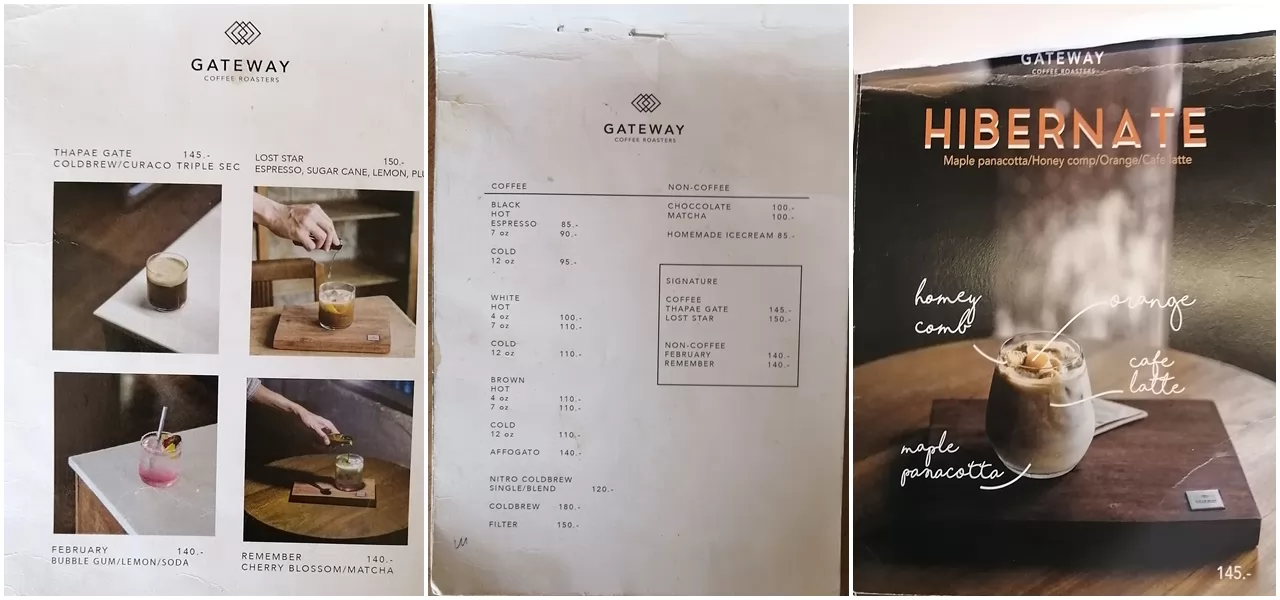 GATEWAY
COFFEE ROASTERS
THAPAE GATE 145.-
COLDBREW/CURACO TRIPLE SEC
LOST STAR 150.-
ESPRESSO, SUGAR CANE, LEMON,
FEBRUARY 140.-
BUBBLE GUM/LEMON/SODA
REMEMBER 140.-
CHERRY BLOSSOM/MATCHA
GATEWAY
COFFEE ROASTERS
COFFEE
BLACK
HOT
ESPRESSO 85.-
7 oz 90.-
COLD
12 oz 95.-
WHITE
HOT
4 oz 100.-
7 oz 110.-
COLD
12 oz 110.-
BROWN
HOT
4 oz 110.-
7 oz 110.-
COLD
12 oz 110.-
AFFOGATO 140.-
NITRO COLDBREW
SINGLE/BLEND 120.-
COLDBREW 180.-
FILTER 150.-
NON-COFFEE
CHOCCOLATE 100.-
MATCHA 100.-
HOMEMADE ICECREAM 85.-
SIGNATURE
COFFEE
THAPAE GATE 145.-
LOST STAR 150.-
NON-COFFEE
FEBRUARY 140.-
REMEMBER 140.-
GATEWAY
COFFEE ROASTERS
HIBERNATE
Maple panacotta/Honey comp/Orange/Cafe latte
honey
comb
orange
cafe
latte
maple
panacotta
145.-